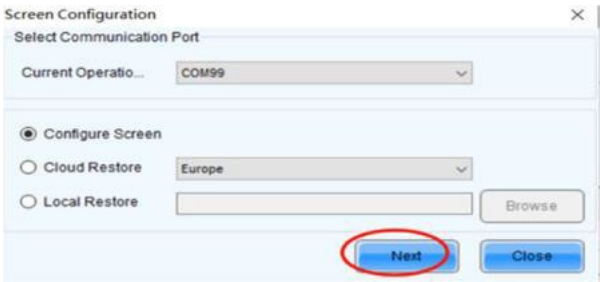 Screen Configuration
Select Communication Port
Current Operatio... COM99
Configure Screen
Cloud Restore Europe
Local Restore Browse
Next Close